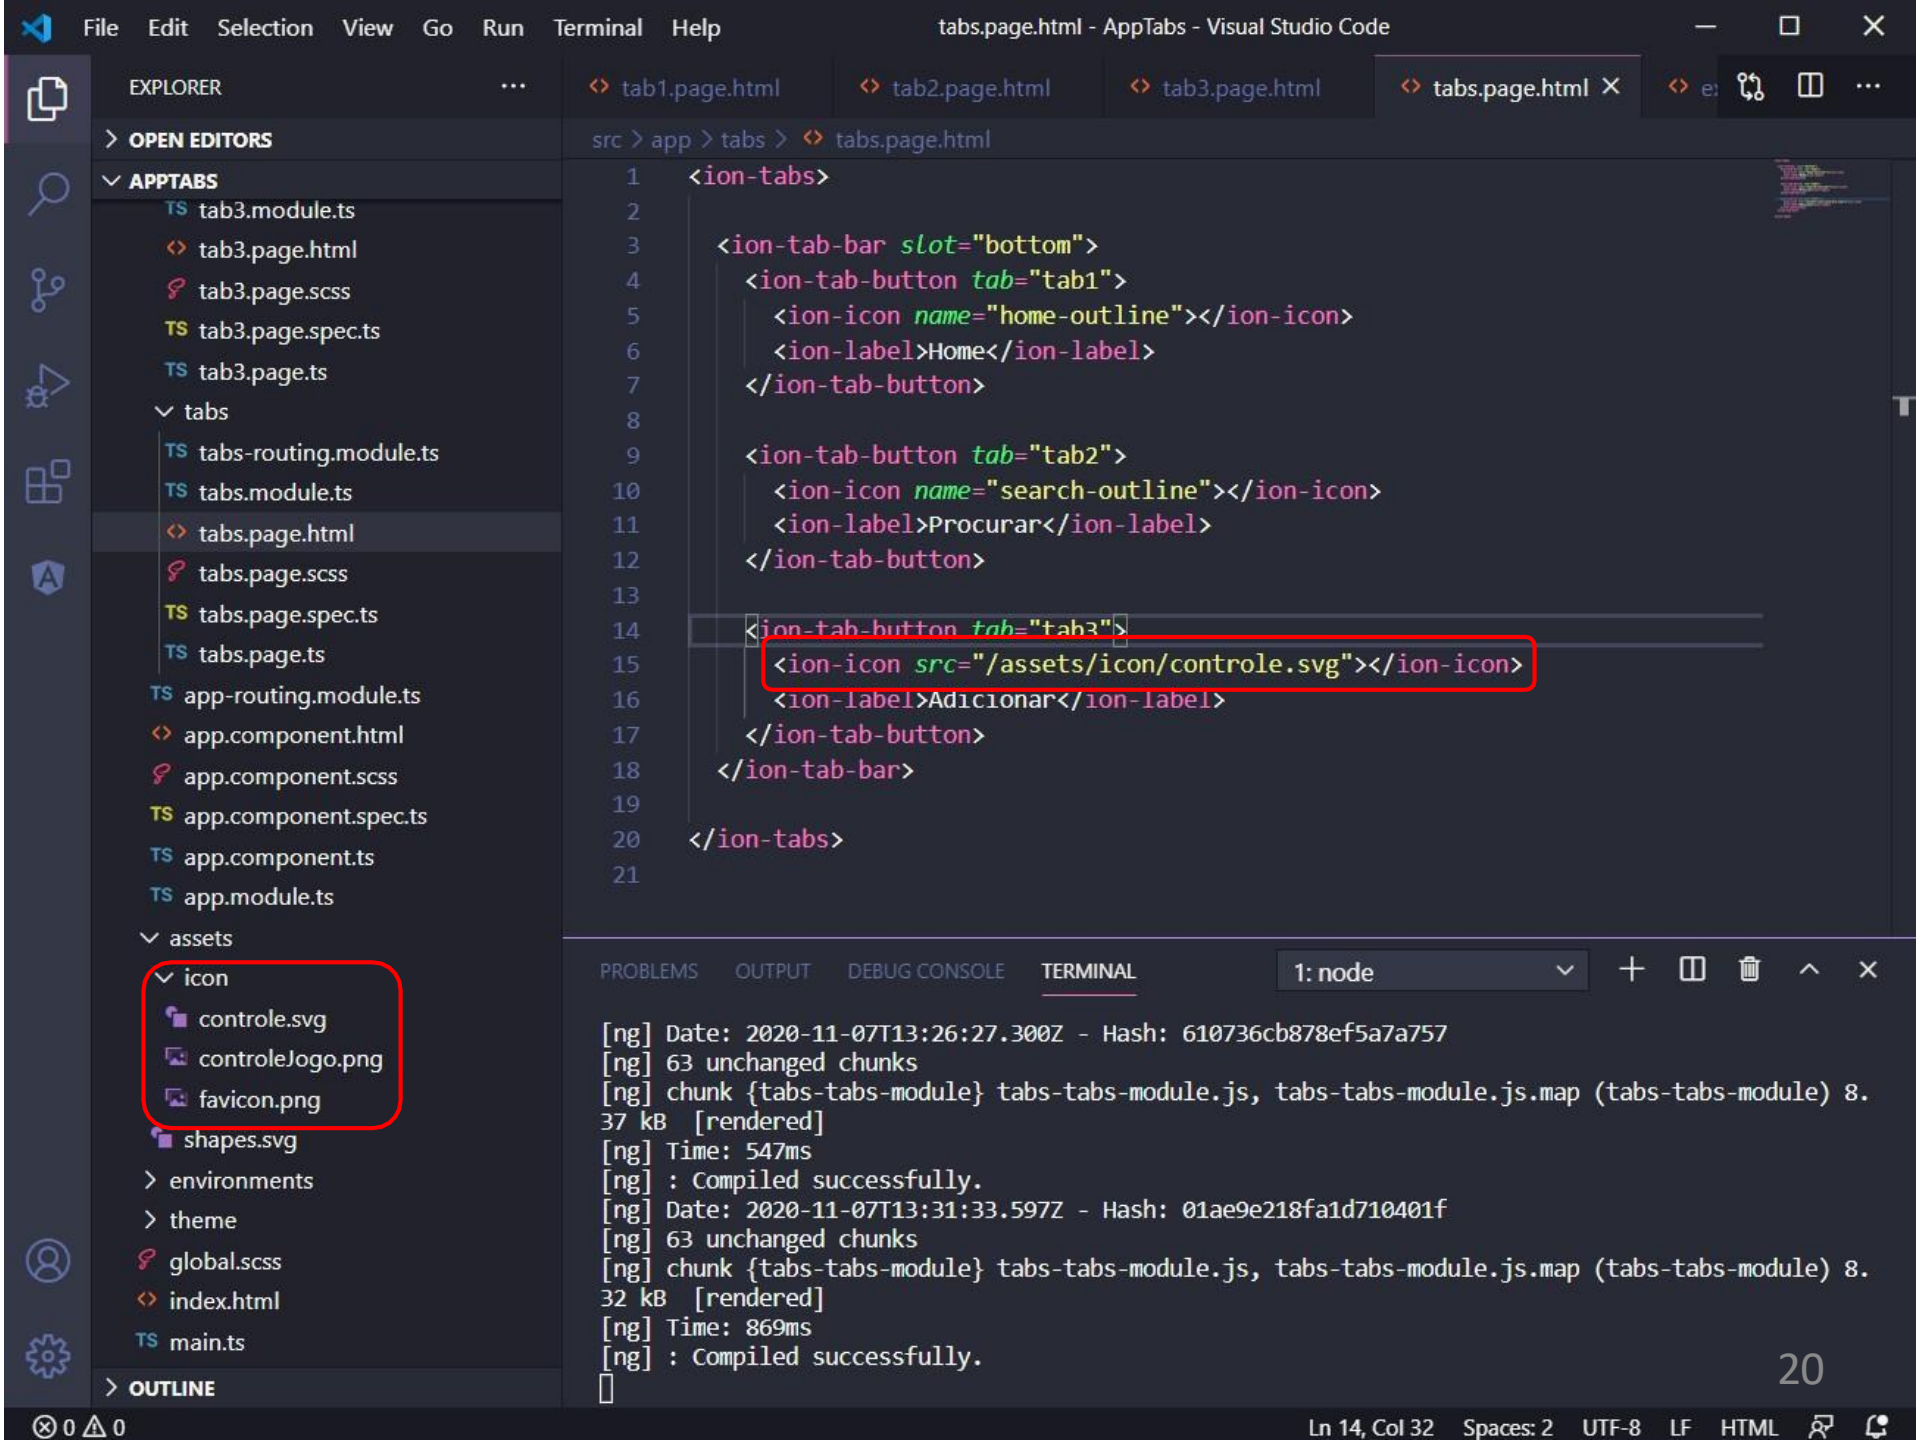 File Edit Selection View Go Run Terminal Help
tabs.page.html - AppTabs - Visual Studio Code
EXPLORER
OPEN EDITORS
APPTABS
TS tab3.module.ts
tab3.page.html
tab3.page.scss
TS tab3.page.spec.ts
TS tab3.page.ts
tabs
TS tabs-routing.module.ts
TS tabs.module.ts
tabs.page.html
tabs.page.scss
TS tabs.page.spec.ts
TS tabs.page.ts
TS app-routing.module.ts
app.component.html
app.component.scss
TS app.component.spec.ts
TS app.component.ts
TS app.module.ts
assets
icon
controle.svg
controleJogo.png
favicon.png
shapes.svg
environments
theme
global.scss
index.html
TS main.ts
OUTLINE
tab1.page.html tab2.page.html tab3.page.html tabs.page.html
src > app > tabs > tabs.page.html
1 <ion-tabs>
2
3 <ion-tab-bar slot="bottom">
4 <ion-tab-button tab="tab1">
5 <ion-icon name="home-outline"></ion-icon>
6 <ion-label>Home</ion-label>
7 </ion-tab-button>
8
9 <ion-tab-button tab="tab2">
10 <ion-icon name="search-outline"></ion-icon>
11 <ion-label>Procurar</ion-label>
12 </ion-tab-button>
13
14 <ion-tab-button tab="tab3">
15 <ion-icon src="/assets/icon/controle.svg"></ion-icon>
16 <ion-label>Adicionar</ion-label>
17 </ion-tab-button>
18 </ion-tab-bar>
19
20 </ion-tabs>
21
PROBLEMS OUTPUT DEBUG CONSOLE TERMINAL 1: node
[ng] Date: 2020-11-07T13:26:27.300Z - Hash: 610736cb878ef5a7a757
[ng] 63 unchanged chunks
[ng] chunk {tabs-tabs-module} tabs-tabs-module.js, tabs-tabs-module.js.map (tabs-tabs-module) 8.
37 kB [rendered]
[ng] Time: 547ms
[ng] : Compiled successfully.
[ng] Date: 2020-11-07T13:31:33.597Z - Hash: 01ae9e218fa1d710401f
[ng] 63 unchanged chunks
[ng] chunk {tabs-tabs-module} tabs-tabs-module.js, tabs-tabs-module.js.map (tabs-tabs-module) 8.
32 kB [rendered]
[ng] Time: 869ms
[ng] : Compiled successfully.
20
0 0
Ln 14, Col 32 Spaces: 2 UTF-8 LF HTML